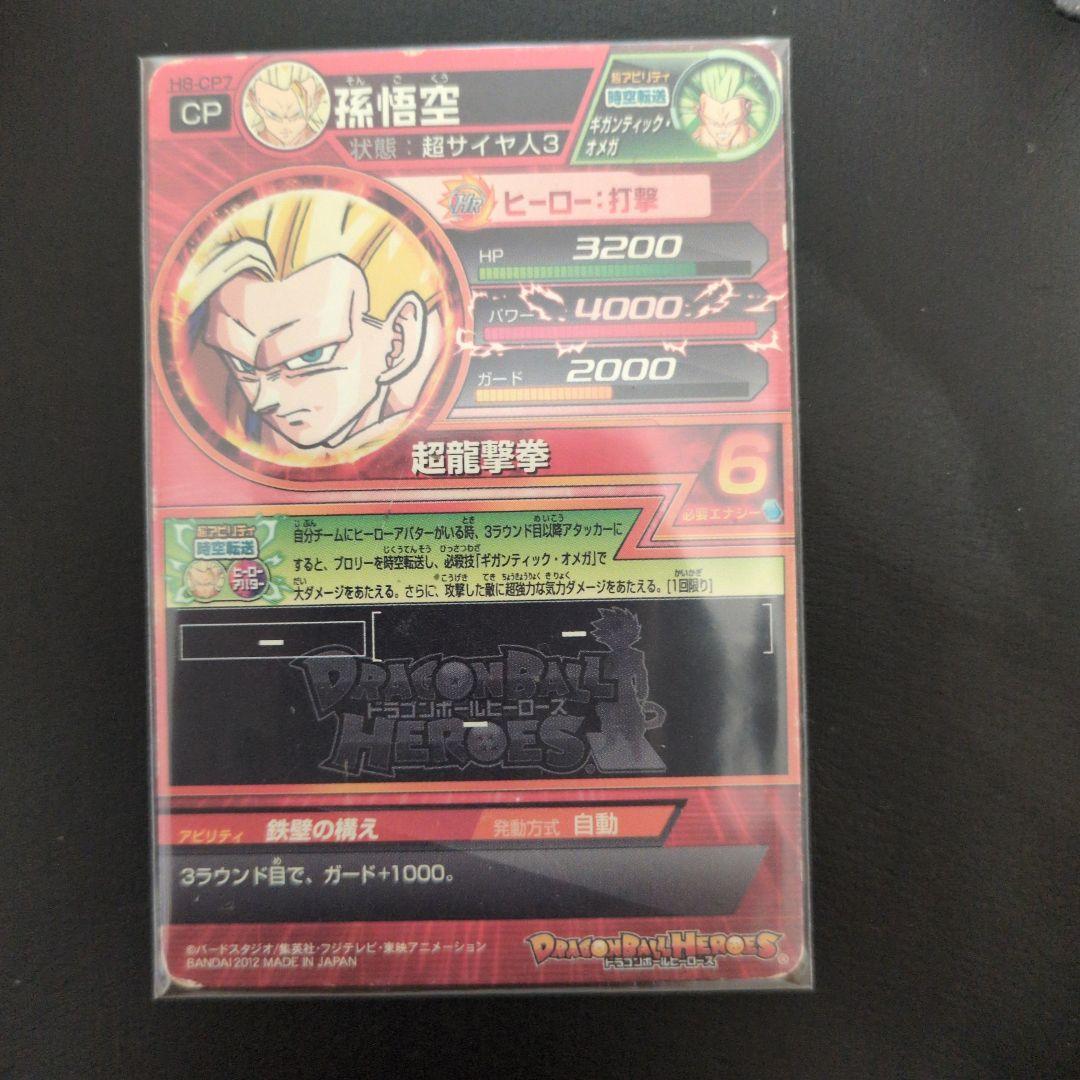 H8-CP7
CP
そんごくう
孫悟空
状態:超サイヤ人3
超アビリティ
時空転送
ギガンティック・
オメガ
HR ヒーロー:打撃
HP 3200
パワー 4000
ガード 2000
超龍撃拳
6
必要エナジー
超アビリティ
時空転送
ヒーロー
アバター
自分チームにヒーローアバターがいる時、3ラウンド目以降アタッカーに
すると、ブロリーを時空転送し、必殺技「ギガンティック・オメガ」で
大ダメージをあたえる。さらに、攻撃した敵に超強力な気力ダメージをあたえる。[1回限り]
ー
ー
ー
DRAGON BALL
ドラゴンボールヒーローズ
HEROES
アビリティ 鉄壁の構え 発動方式 自動
3ラウンド目で、ガード+1000。
©バードスタジオ/集英社・フジテレビ・東映アニメーション
BANDAI 2012 MADE IN JAPAN
DRAGON BALL HEROES
ドラゴンボールヒーローズ